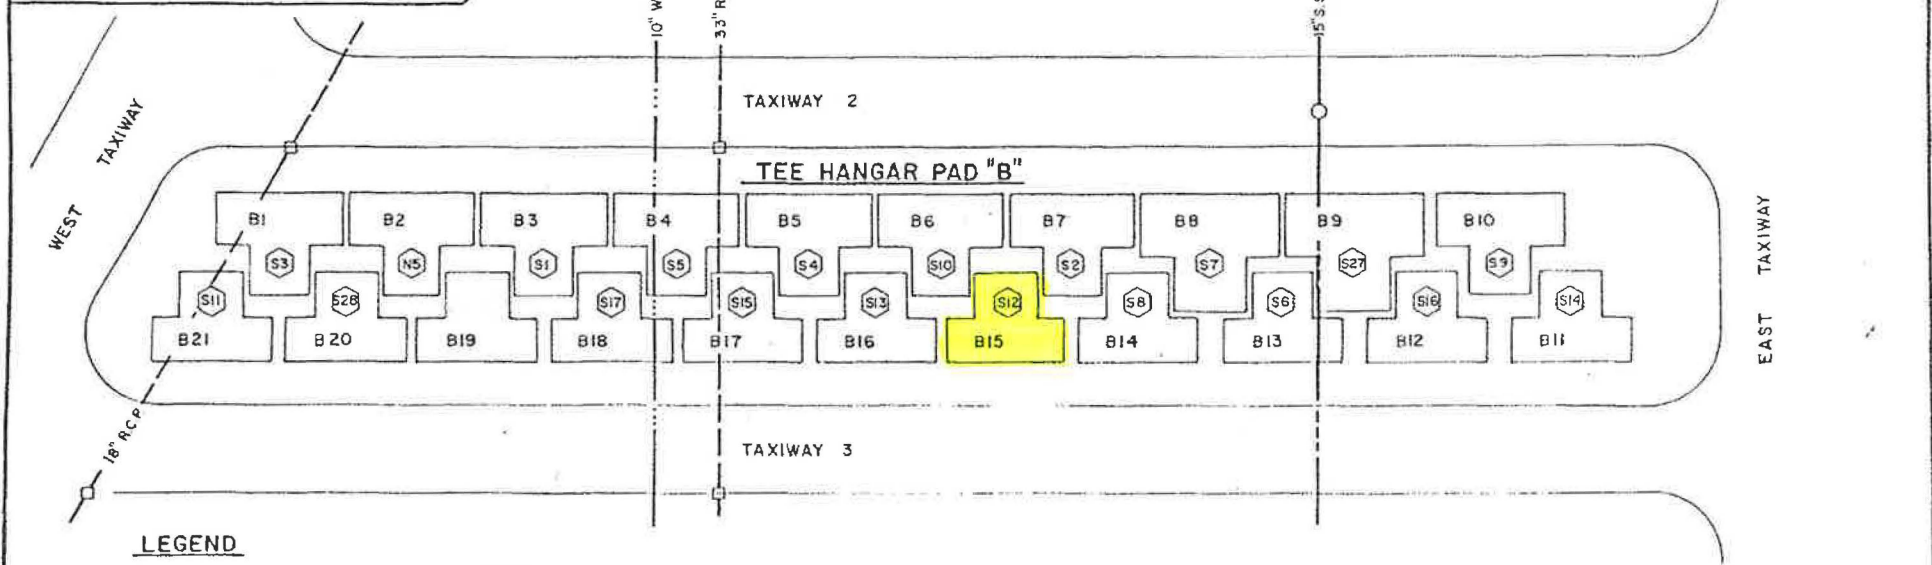 10" W
33" R
15" S.S
TAXIWAY 2
WEST TAXIWAY
TEE HANGAR PAD "B"
B1 B2 B3 B4 B5 B6 B7 B8 B9 B10
S3 N5 S1 S5 S4 S10 S2 S7 S27 S9
S11 S28 S17 S15 S13 S12 S8 S6 S16 S14
B21 B20 B19 B18 B17 B16 B15 B14 B13 B12 B11
EAST TAXIWAY
18" R.C.P.
TAXIWAY 3
LEGEND